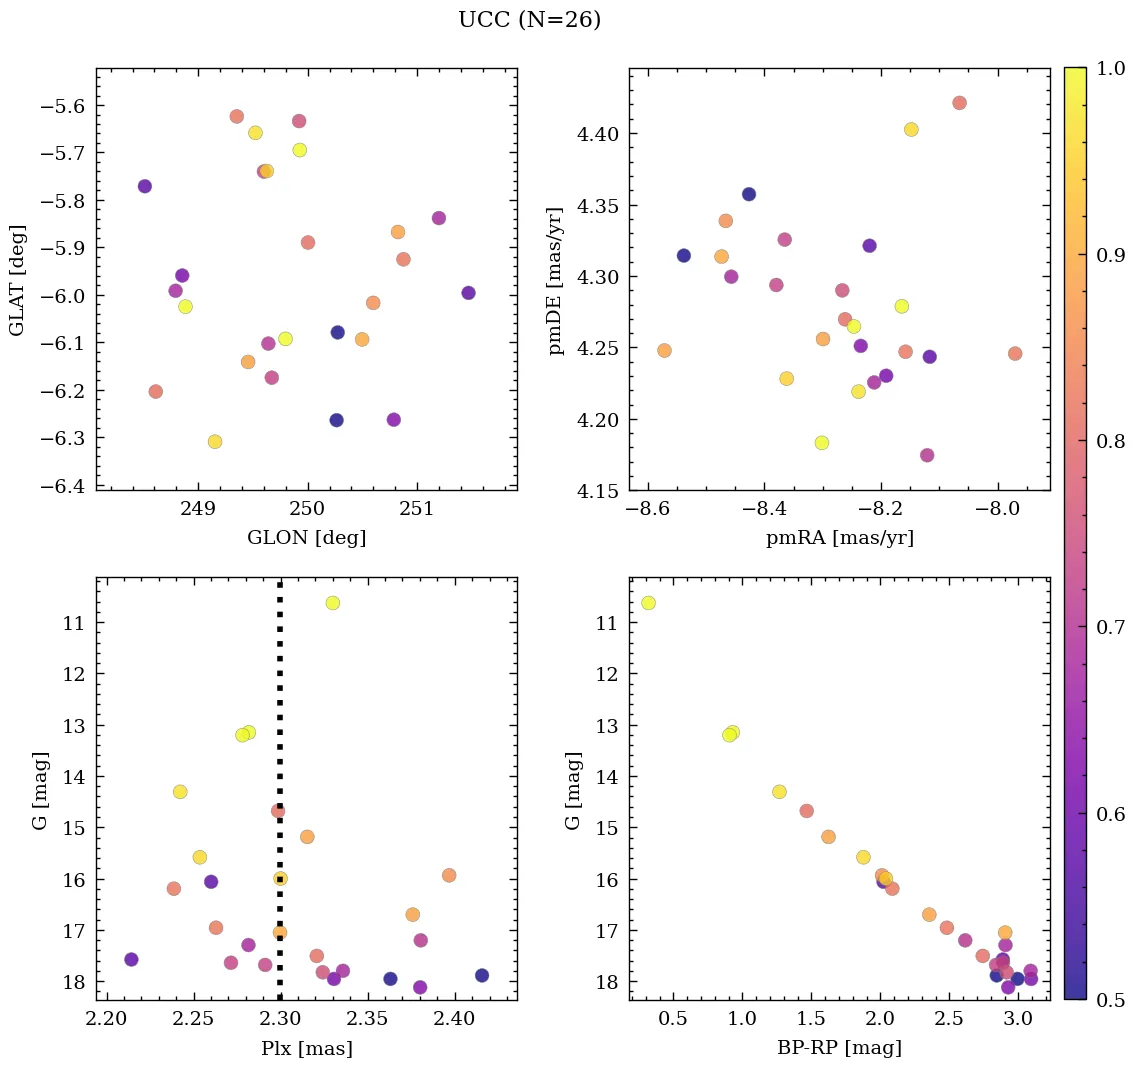 UCC (N=26)
−5.6
−5.7
−5.8
−5.9
−6.0
−6.1
−6.2
−6.3
−6.4
GLAT [deg]
249 250 251
GLON [deg]
4.40
4.35
4.30
4.25
4.20
4.15
pmDE [mas/yr]
−8.6 −8.4 −8.2 −8.0
pmRA [mas/yr]
11
12
13
14
15
16
17
18
G [mag]
2.20 2.25 2.30 2.35 2.40
Plx [mas]
11
12
13
14
15
16
17
18
G [mag]
0.5 1.0 1.5 2.0 2.5 3.0
BP-RP [mag]
1.0
0.9
0.8
0.7
0.6
0.5